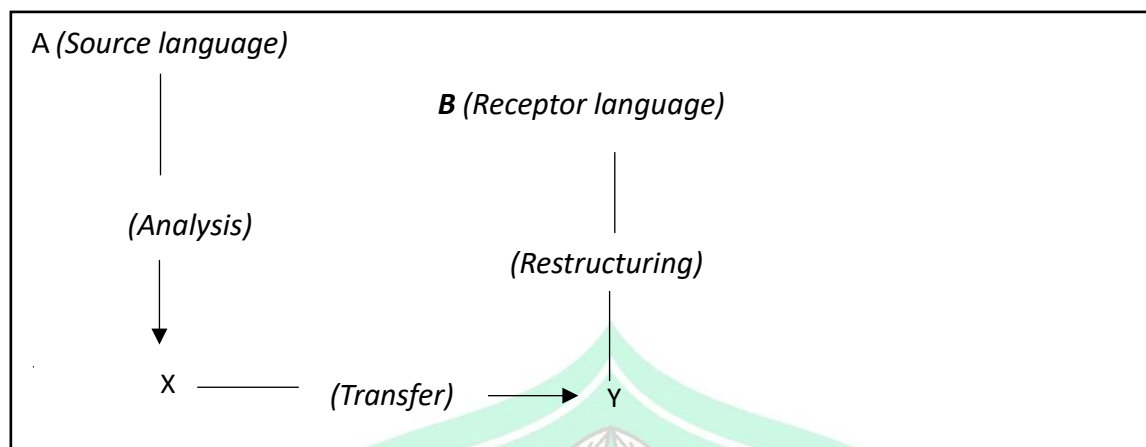 A (Source language)
B (Receptor language)
(Analysis)
(Restructuring)
X
(Transfer)
Y